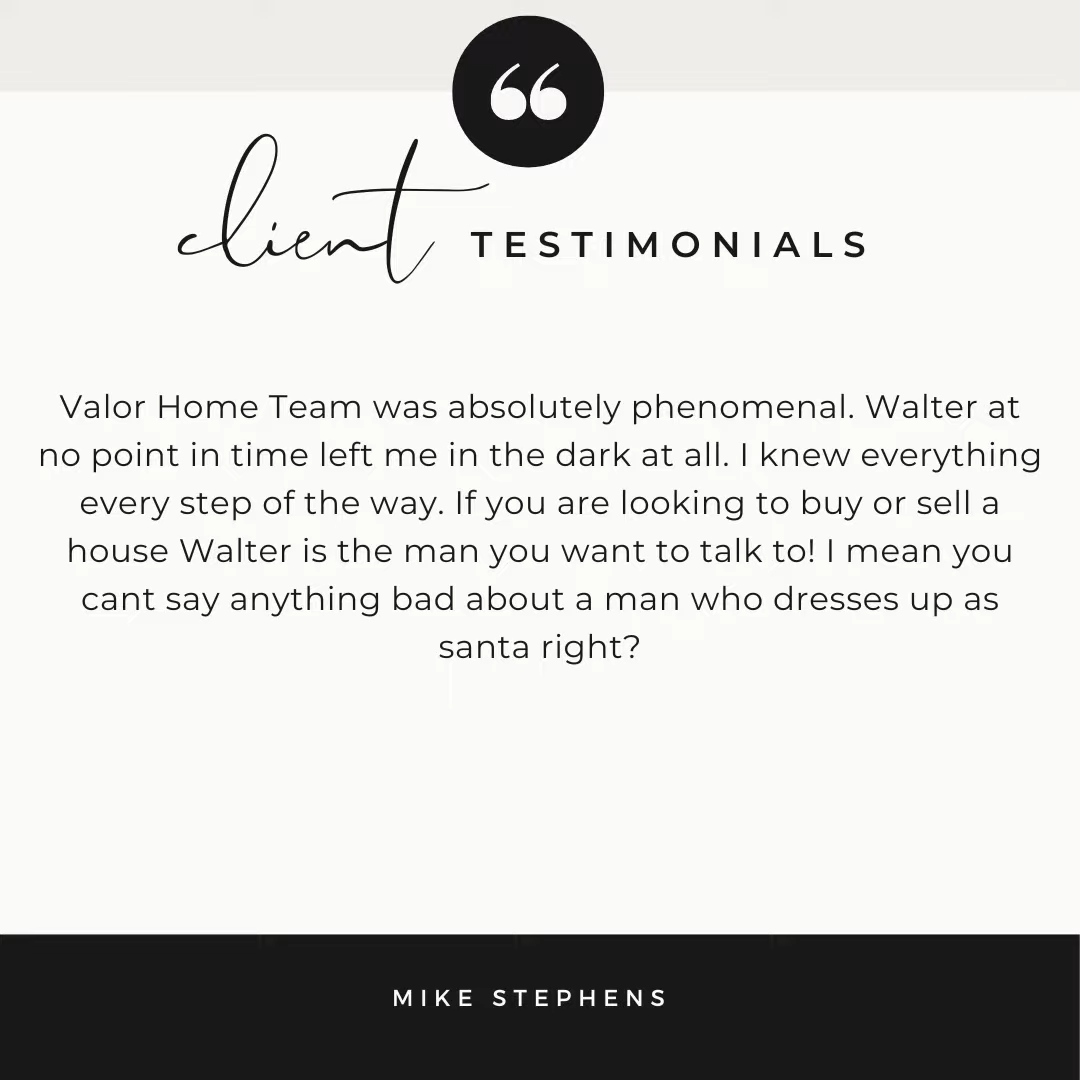 ❝
client TESTIMONIALS
Valor Home Team was absolutely phenomenal. Walter at
no point in time left me in the dark at all. I knew everything
every step of the way. If you are looking to buy or sell a
house Walter is the man you want to talk to! I mean you
cant say anything bad about a man who dresses up as
santa right?
MIKE STEPHENS